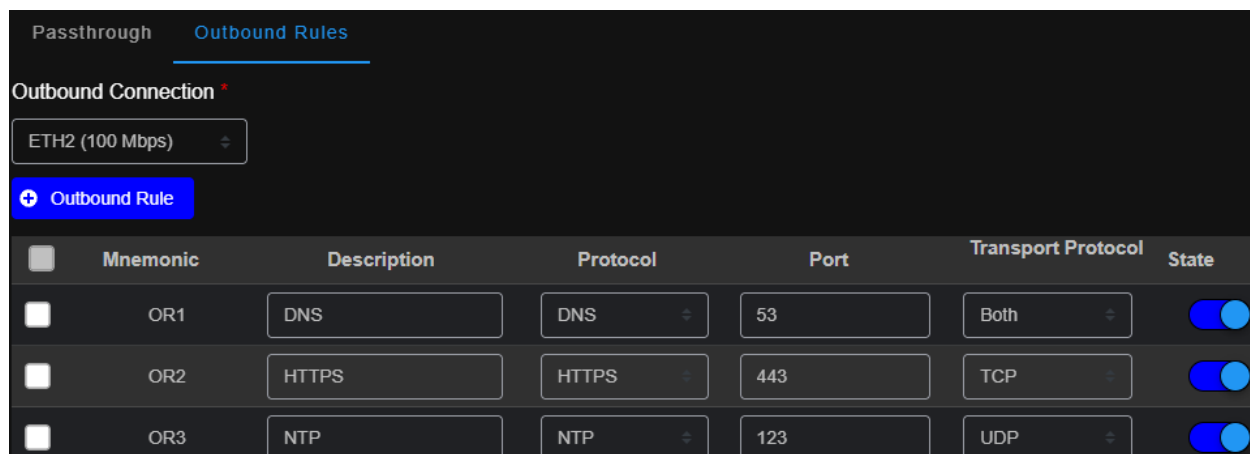 Passthrough Outbound Rules
Outbound Connection *
ETH2 (100 Mbps)
Outbound Rule
Mnemonic Description Protocol Port Transport Protocol State
OR1 DNS DNS 53 Both
OR2 HTTPS HTTPS 443 TCP
OR3 NTP NTP 123 UDP